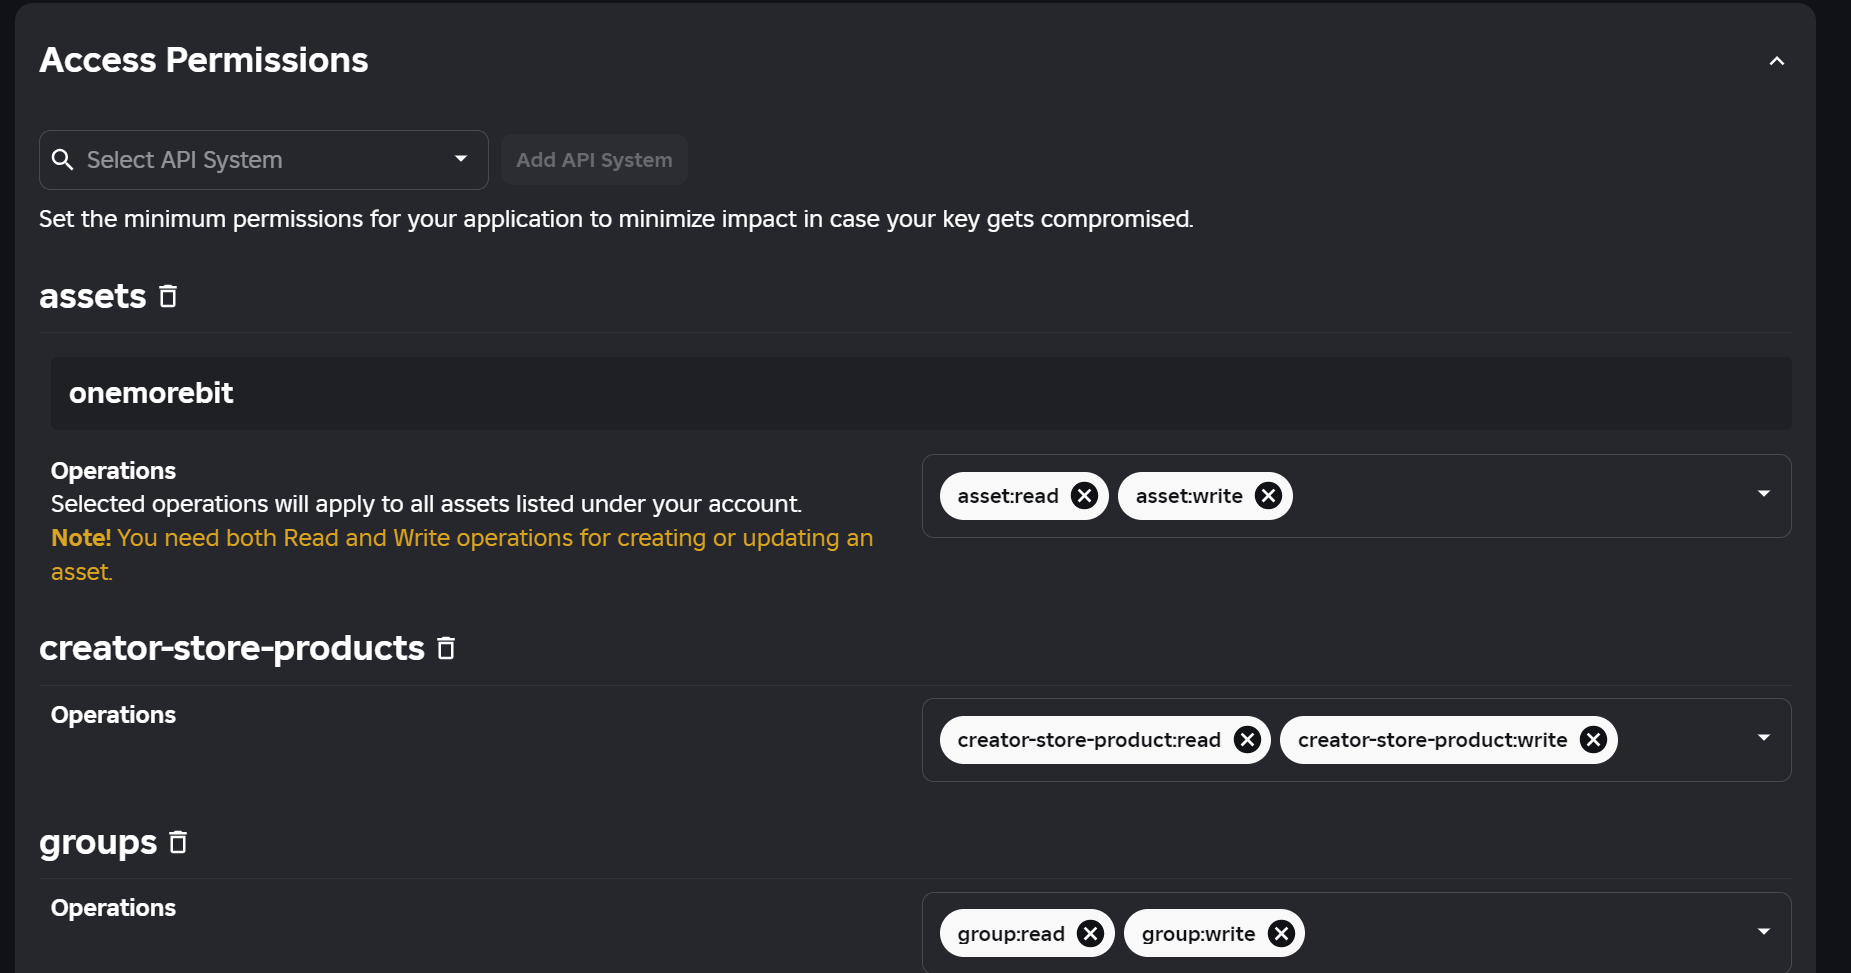 Access Permissions
Select API System
Add API System
Set the minimum permissions for your application to minimize impact in case your key gets compromised.
assets
onemorebit
Operations
Selected operations will apply to all assets listed under your account.
Note! You need both Read and Write operations for creating or updating an
asset.
asset:read asset:write
creator-store-products
Operations
creator-store-product:read creator-store-product:write
groups
Operations
group:read group:write